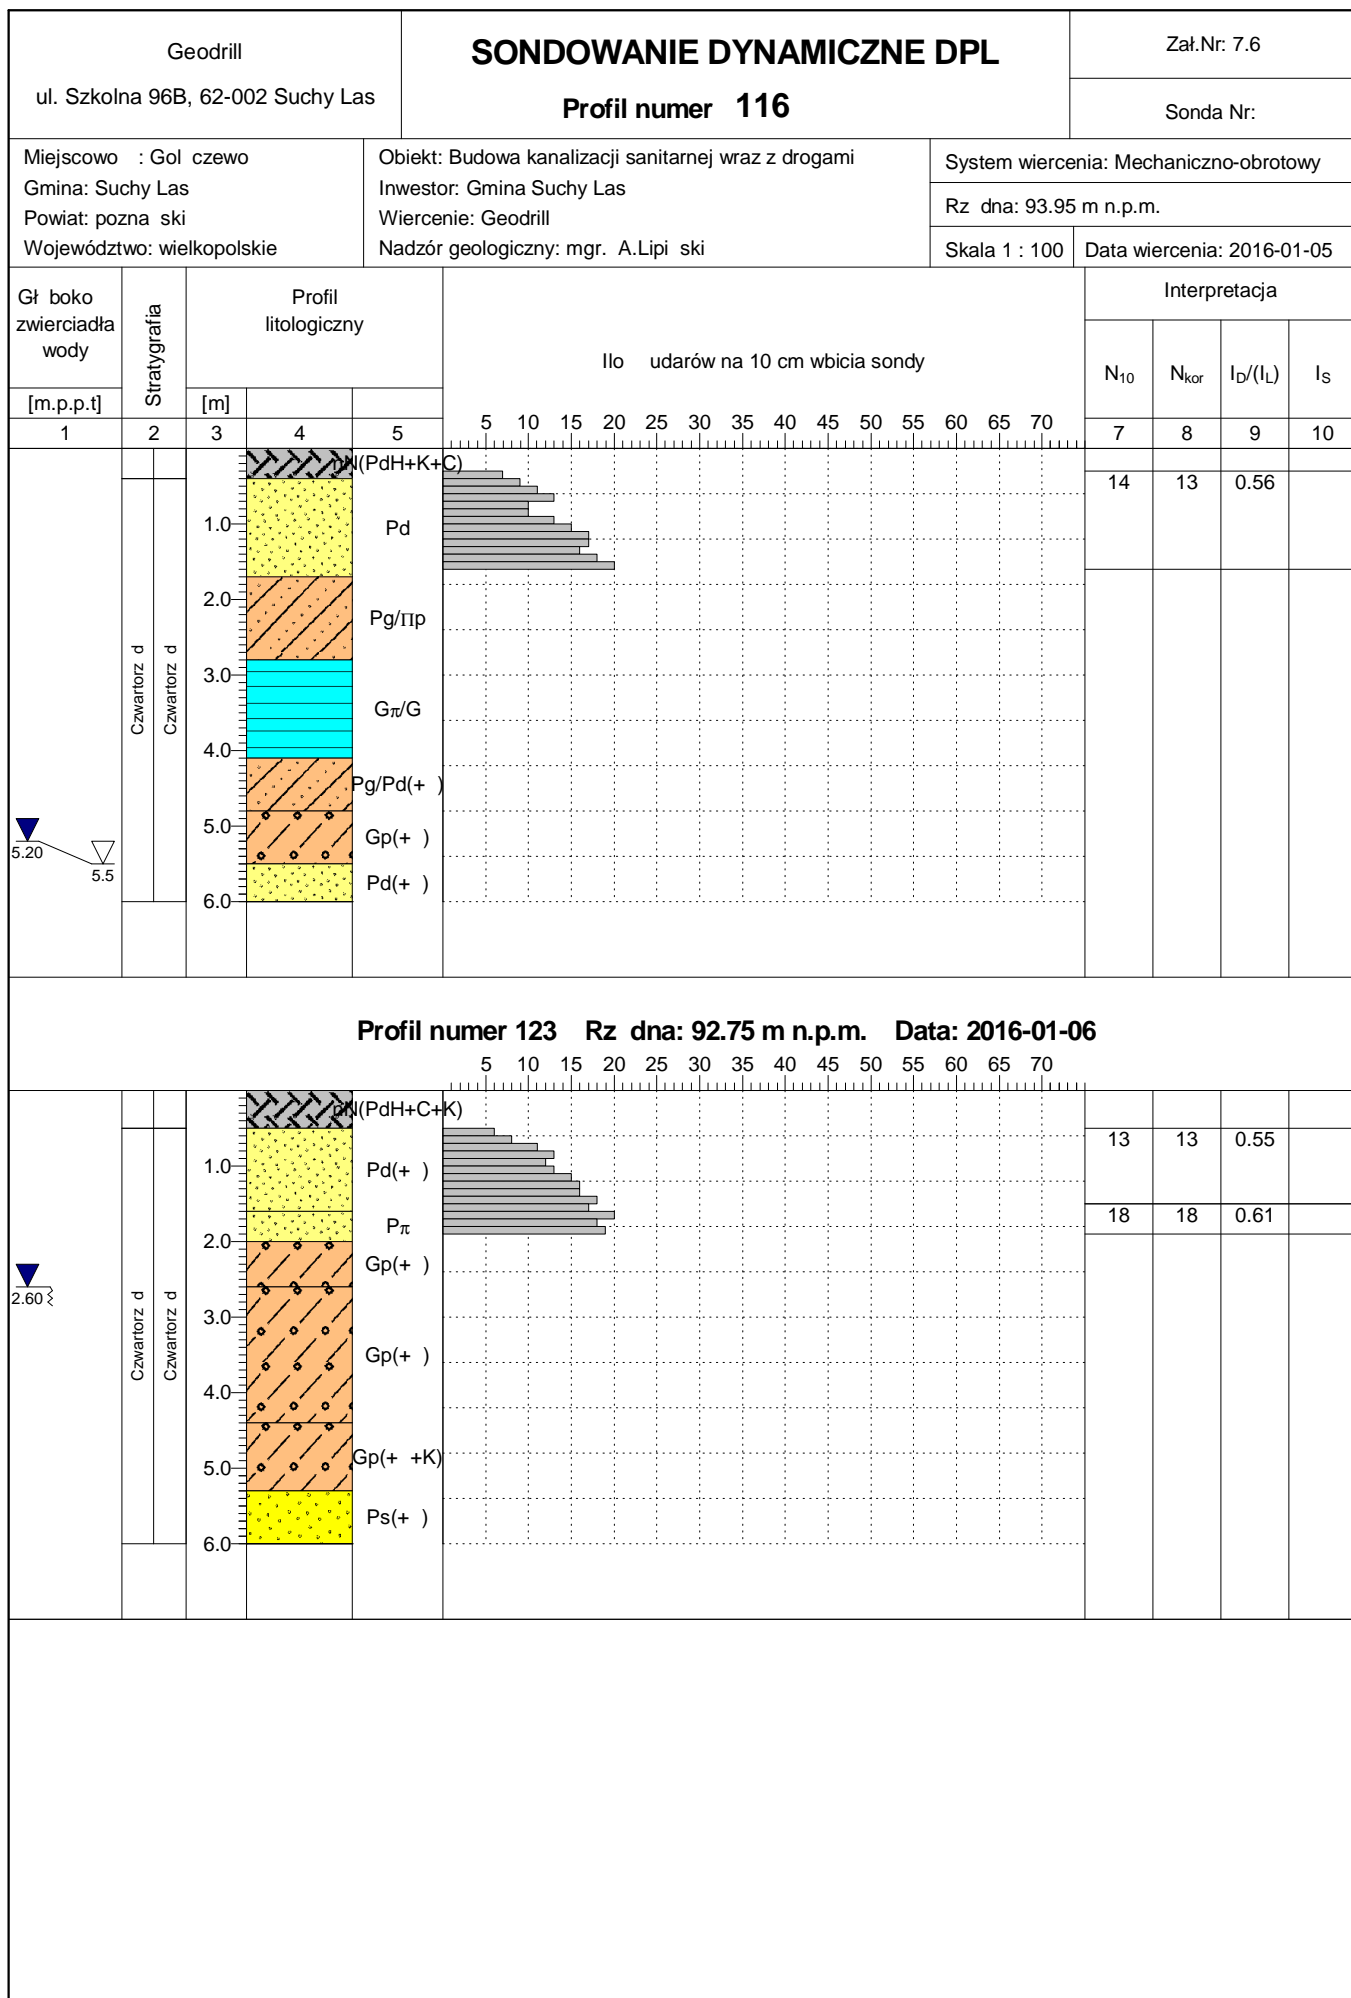 Geodrill
ul. Szkolna 96B, 62-002 Suchy Las
SONDOWANIE DYNAMICZNE DPL
Profil numer 116
Zał.Nr: 7.6
Sonda Nr:
Miejscowo : Gol czewo
Gmina: Suchy Las
Powiat: pozna ski
Województwo: wielkopolskie
Obiekt: Budowa kanalizacji sanitarnej wraz z drogami
Inwestor: Gmina Suchy Las
Wiercenie: Geodrill
Nadzór geologiczny: mgr. A.Lipi ski
System wiercenia: Mechaniczno-obrotowy
Rz dna: 93.95 m n.p.m.
Skala 1 : 100
Data wiercenia: 2016-01-05
Gł boko
zwierciadła
wody
[m.p.p.t]
Stratygrafia
Profil
litologiczny
[m]
Ilo udarów na 10 cm wbicia sondy
Interpretacja
N10 Nkor ID/(IL) IS
1 2 3 4 5
5 10 15 20 25 30 35 40 45 50 55 60 65 70
7 8 9 10
nN(PdH+K+C)
14 13 0.56
1.0
Pd
2.0
Pg/Πp
3.0
Gπ/G
4.0
Pg/Pd(+ )
5.0
Gp(+ )
Pd(+ )
6.0
Czwartorz d
Czwartorz d
5.20
5.5
Profil numer 123 Rz dna: 92.75 m n.p.m. Data: 2016-01-06
5 10 15 20 25 30 35 40 45 50 55 60 65 70
nN(PdH+C+K)
13 13 0.55
1.0
Pd(+ )
18 18 0.61
Pπ
2.0
Gp(+ )
2.60
3.0
Gp(+ )
4.0
Gp(+ +K)
5.0
Ps(+ )
6.0
Czwartorz d
Czwartorz d